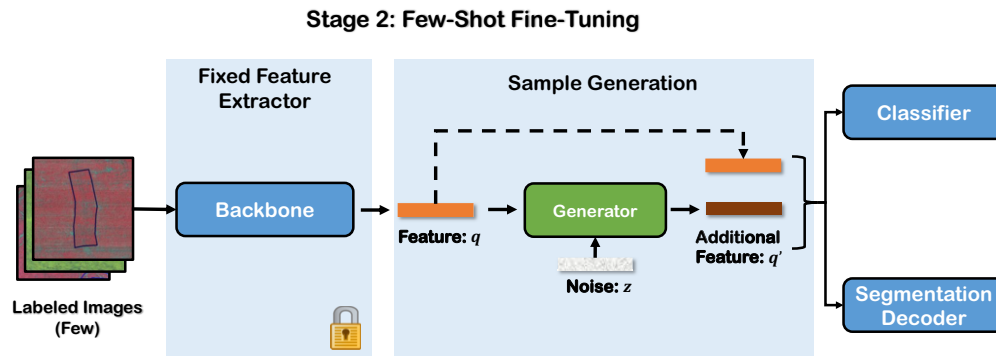 Stage 2: Few-Shot Fine-Tuning
Fixed Feature
Extractor
Sample Generation
Classifier
Backbone
Generator
Feature: q
Additional
Feature: q'
Noise: z
Labeled Images
(Few)
Segmentation
Decoder